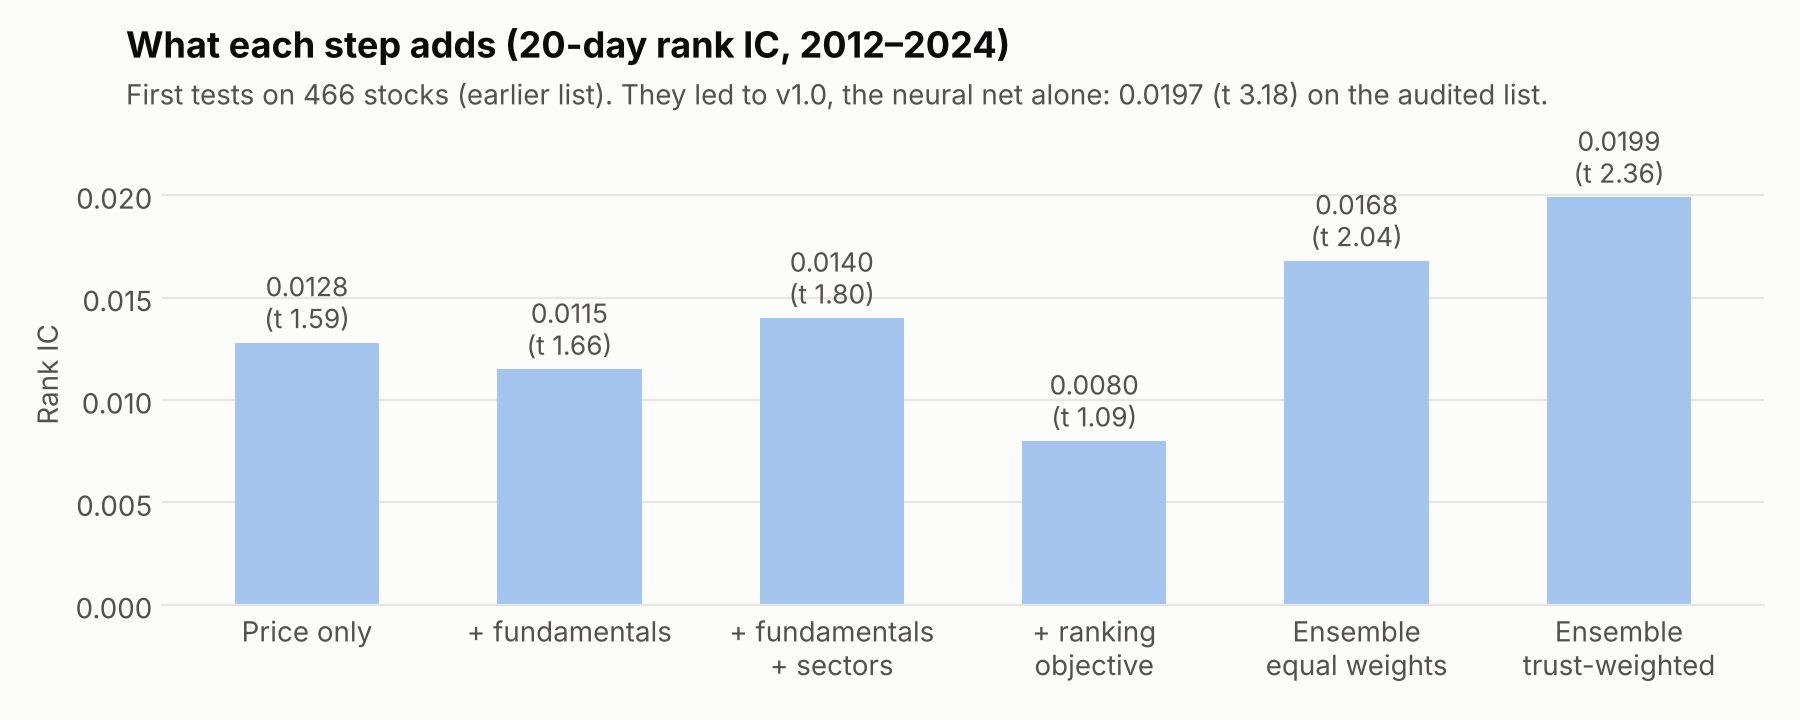 What each step adds (20-day rank IC, 2012–2024)
First tests on 466 stocks (earlier list). They led to v1.0, the neural net alone: 0.0197 (t 3.18) on the audited list.
Rank IC
0.020
0.015
0.010
0.005
0.000
0.0128
(t 1.59)
0.0115
(t 1.66)
0.0140
(t 1.80)
0.0080
(t 1.09)
0.0168
(t 2.04)
0.0199
(t 2.36)
Price only
+ fundamentals
+ fundamentals
+ sectors
+ ranking
objective
Ensemble
equal weights
Ensemble
trust-weighted